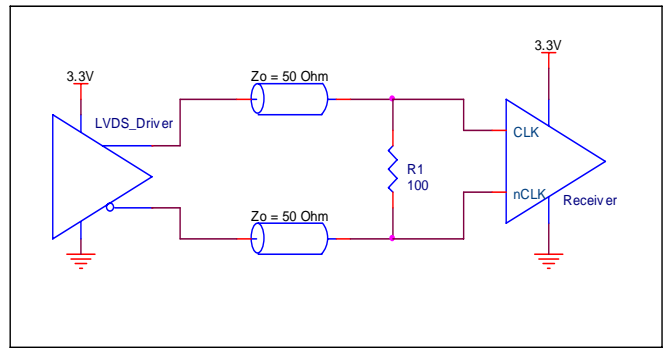 3.3V
Zo = 50 Ohm
3.3V
LVDS_Driver
CLK
R1
100
nCLK
Receiver
Zo = 50 Ohm